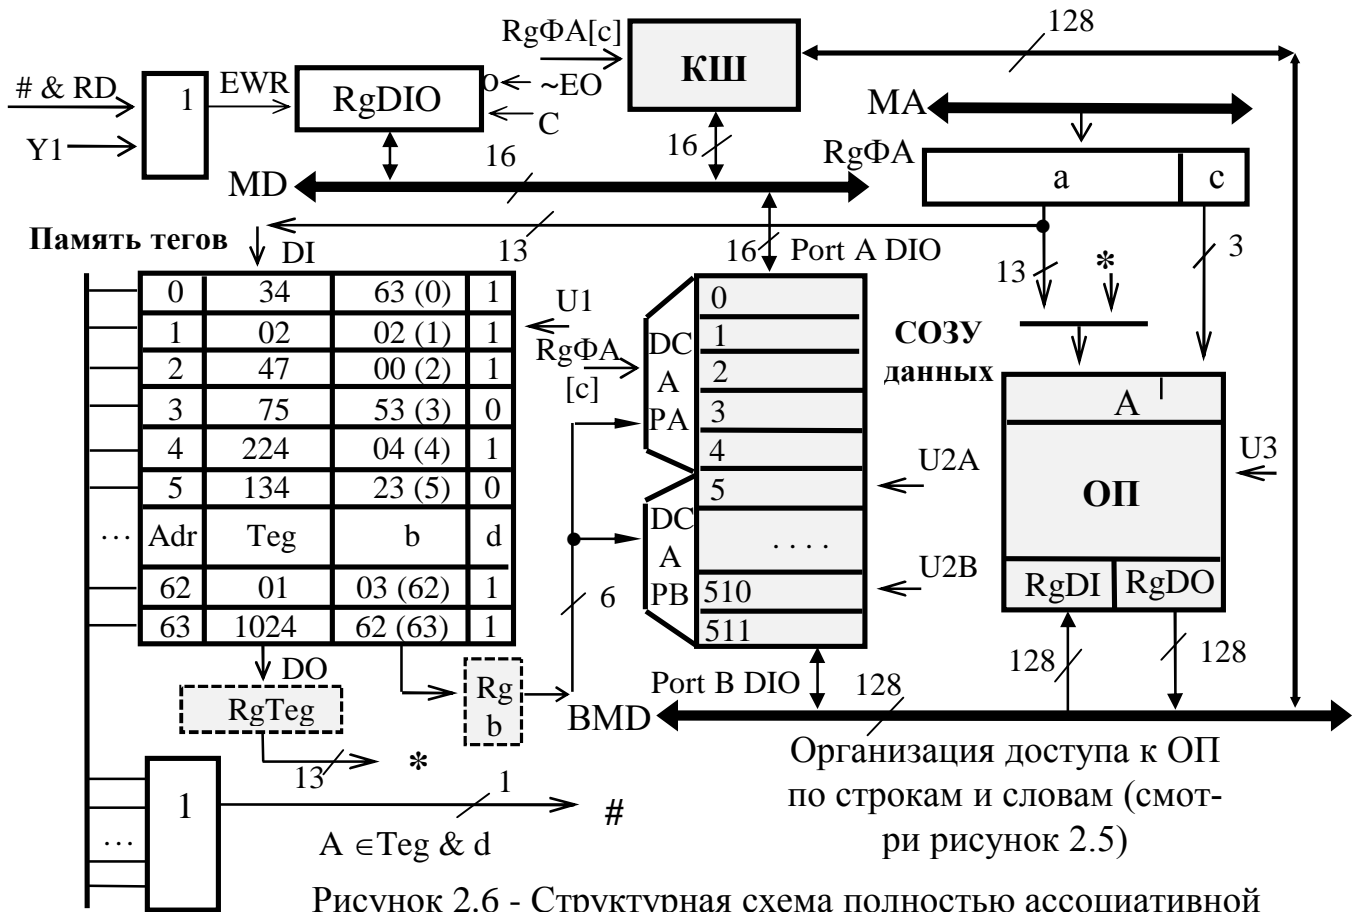 RgФА[c]
128
КШ
# & RD
1
EWR
RgDIO
o
~EO
C
Y1
MA
16
16
RgФА
MD
a
c
13
Память тегов
DI
16
Port A DIO
13
*
3
0 34 63 (0) 1
1 02 02 (1) 1
2 47 00 (2) 1
3 75 53 (3) 0
4 224 04 (4) 1
5 134 23 (5) 0
... Adr Teg b d
62 01 03 (62) 1
63 1024 62 (63) 1
U1
RgФА
[c]
DC
A
PA
DC
A
PB
0
1
2
3
4
5
. . . .
510
511
СОЗУ
данных
U2A
U2B
A
ОП
U3
RgDI
RgDO
6
DO
RgTeg
Rg
b
Port B DIO
128
128
128
BMD
13
*
1
...
1
#
A ∈Teg & d
Организация доступа к ОП
по строкам и словам (смот-
ри рисунок 2.5)
Рисунок 2.6 - Структурная схема полностью ассоциативной